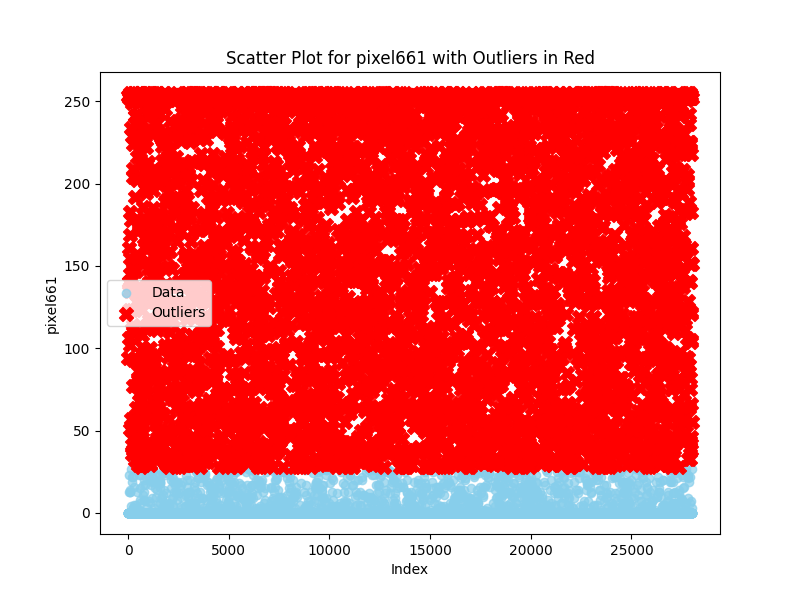 Scatter Plot for pixel661 with Outliers in Red
250
200
150
100
50
0
pixel661
Data
Outliers
0
5000
10000
15000
20000
25000
Index